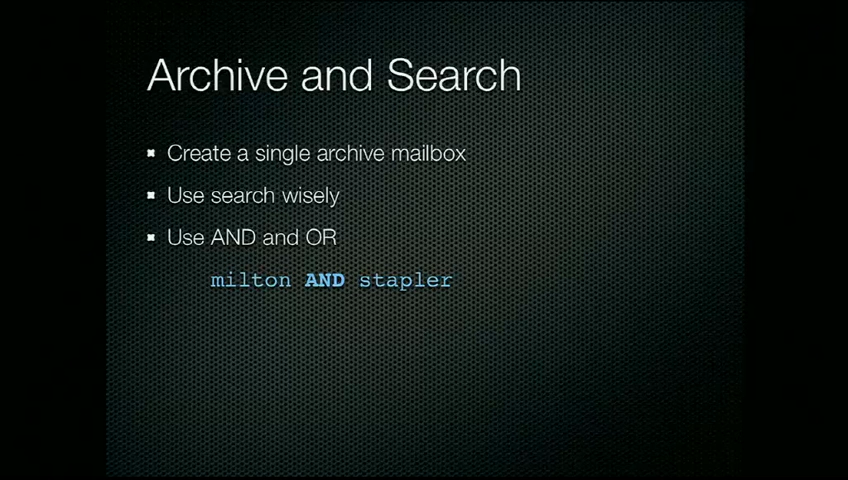 Archive and Search
Create a single archive mailbox
Use search wisely
Use AND and OR
milton AND stapler